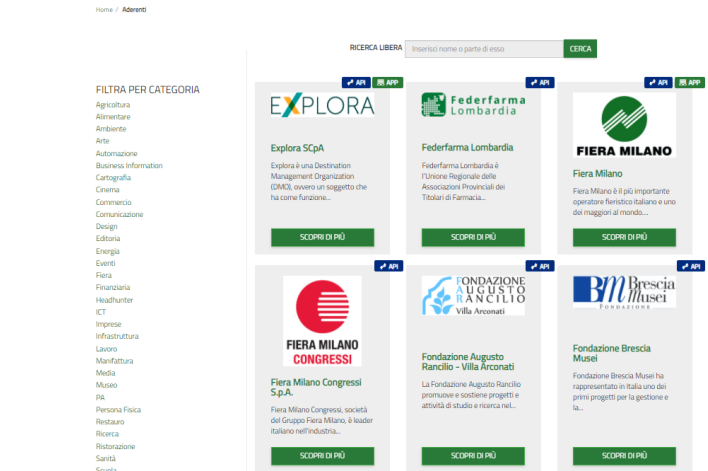 Home / Aderenti
RICERCA LIBERA Inserisci nome o parte di esso CERCA
FILTRA PER CATEGORIA
Agricoltura
Alimentare
Ambiente
Arte
Automazione
Business Information
Cartografia
Cinema
Commercio
Comunicazione
Design
Editoria
Energia
Eventi
Fiera
Finanziaria
Headhunter
ICT
Imprese
Infrastruttura
Lavoro
Manifattura
Media
Museo
PA
Persona Fisica
Restauro
Ricerca
Ristorazione
Sanità
Scuola
API APP
EXPLORA
Explora SCpA
Explora è una Destination
Management Organization
(DMO), ovvero un soggetto che
ha come funzione...
SCOPRI DI PIÙ
API
Federfarma
Lombardia
Federfarma Lombardia
Federfarma Lombardia è
l'Unione Regionale delle
Associazioni Provinciali dei
Titolari di Farmacia...
SCOPRI DI PIÙ
API APP
FIERA MILANO
Fiera Milano
Fiera Milano è il più importante
operatore fieristico italiano e uno
dei maggiori al mondo....
SCOPRI DI PIÙ
API
FIERA MILANO
CONGRESSI
Fiera Milano Congressi
S.p.A.
Fiera Milano Congressi, società
del Gruppo Fiera Milano, è leader
italiano nell'industria...
SCOPRI DI PIÙ
API
FONDAZIONE
AUGUSTO
RANCILIO
Villa Arconati
Fondazione Augusto
Rancilio - Villa Arconati
La Fondazione Augusto Rancilio
promuove e sostiene progetti e
attività di studio e ricerca nel...
SCOPRI DI PIÙ
API
BM Brescia
Musei
FONDAZIONE
Fondazione Brescia
Musei
Fondazione Brescia Musei ha
rappresentato in Italia uno dei
primi progetti per la gestione e
la...
SCOPRI DI PIÙ